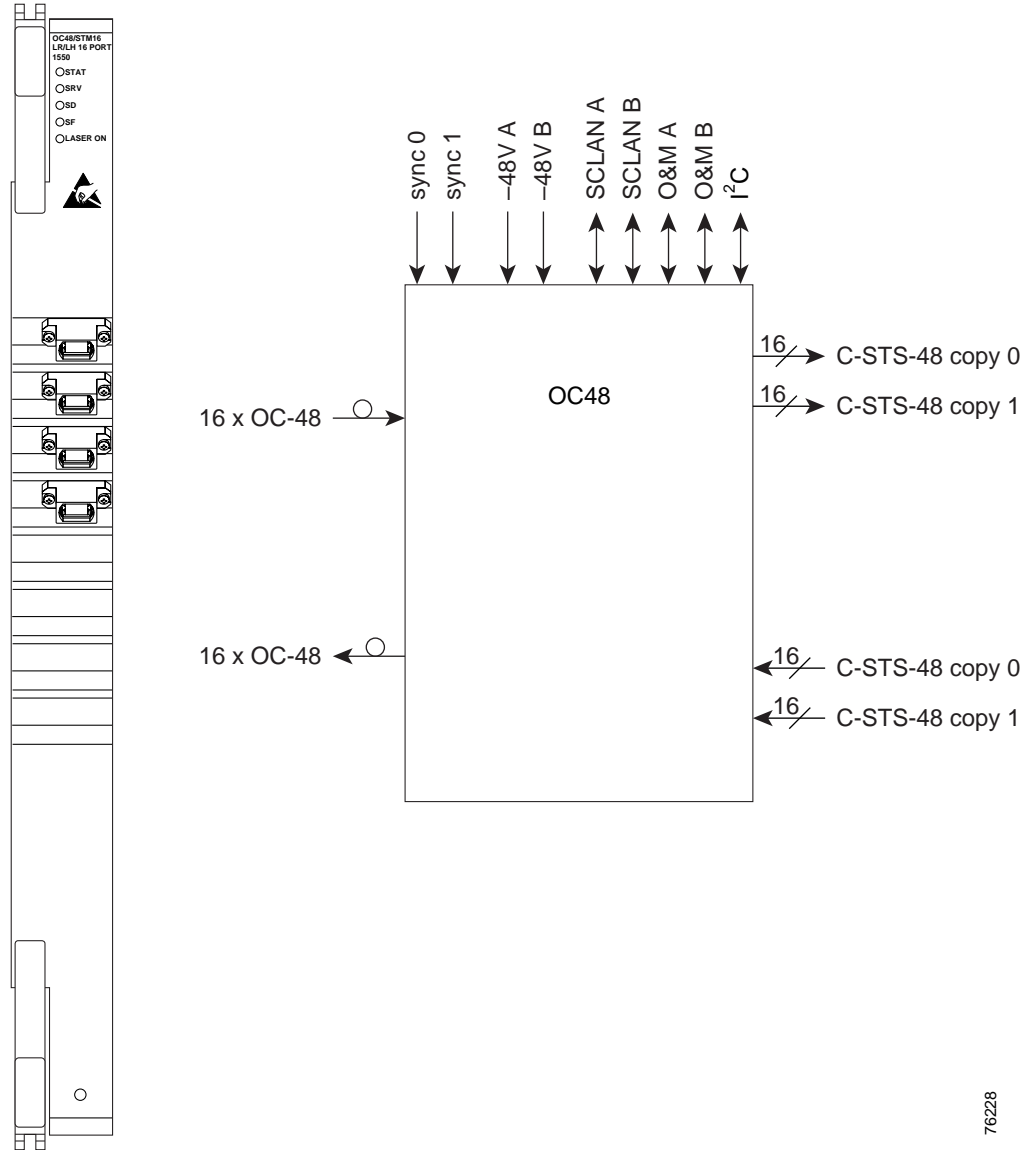 OC48/STM16
LR/LH 16 PORT
1550
STAT
SRV
SD
SF
LASER ON
sync 0
sync 1
–48V A
–48V B
SCLAN A
SCLAN B
O&M A
O&M B
I²C
OC48
16 x OC-48
16 x OC-48
16
C-STS-48 copy 0
16
C-STS-48 copy 1
16
C-STS-48 copy 0
16
C-STS-48 copy 1
76228